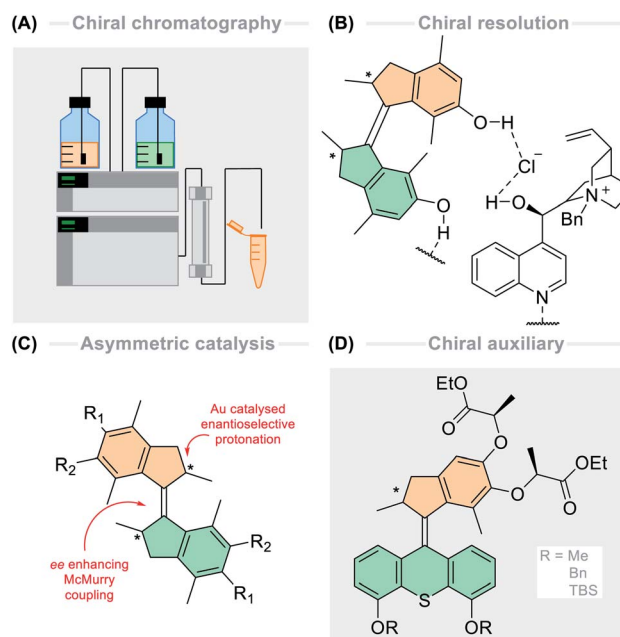 (A) Chiral chromatography
(B) Chiral resolution
*
O-H
Cl−
*
H-O
N+
Bn
O
H
N
(C) Asymmetric catalysis
R1
R2
Au catalysed
enantioselective
protonation
*
*
R2
R1
ee enhancing
McMurry
coupling
(D) Chiral auxiliary
EtO
O
O
OEt
O
O
*
S
OR
OR
R = Me
Bn
TBS